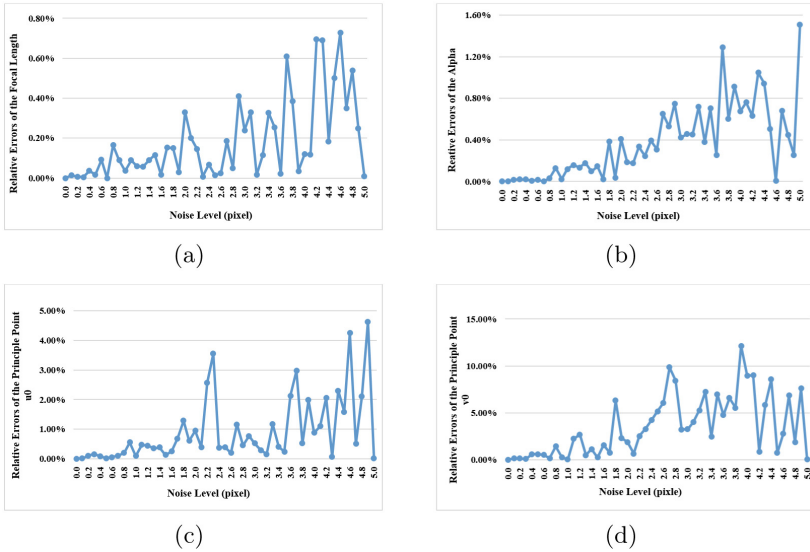 0.80%
0.60%
0.40%
0.20%
0.00%
Relative Errors of the Focal Length
0.0 0.2 0.4 0.6 0.8 1.0 1.2 1.4 1.6 1.8 2.0 2.2 2.4 2.6 2.8 3.0 3.2 3.4 3.6 3.8 4.0 4.2 4.4 4.6 4.8 5.0
Noise Level (pixel)
(a)
1.60%
1.20%
0.80%
0.40%
0.00%
Reative Errors of the Alpha
0.0 0.2 0.4 0.6 0.8 1.0 1.2 1.4 1.6 1.8 2.0 2.2 2.4 2.6 2.8 3.0 3.2 3.4 3.6 3.8 4.0 4.2 4.4 4.6 4.8 5.0
Noise Level (pixel)
(b)
5.00%
4.00%
3.00%
2.00%
1.00%
0.00%
Relative Errors of the Principle Point
u0
0.0 0.2 0.4 0.6 0.8 1.0 1.2 1.4 1.6 1.8 2.0 2.2 2.4 2.6 2.8 3.0 3.2 3.4 3.6 3.8 4.0 4.2 4.4 4.6 4.8 5.0
Noise Level (pixel)
(c)
15.00%
10.00%
5.00%
0.00%
Relative Errors of the Principle Point
v0
0.0 0.2 0.4 0.6 0.8 1.0 1.2 1.4 1.6 1.8 2.0 2.2 2.4 2.6 2.8 3.0 3.2 3.4 3.6 3.8 4.0 4.2 4.4 4.6 4.8 5.0
Noise Level (pixle)
(d)